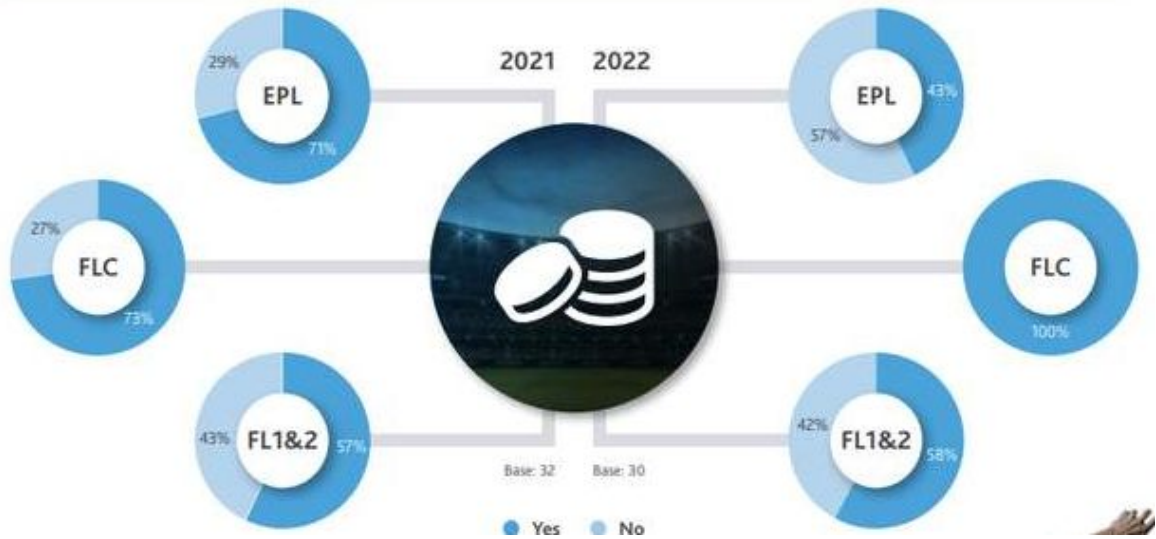 2021 2022
29%
EPL
71%
EPL
43%
57%
27%
FLC
73%
FLC
100%
43%
FL1&2
57%
42%
FL1&2
58%
Base: 32 Base: 30
Yes No